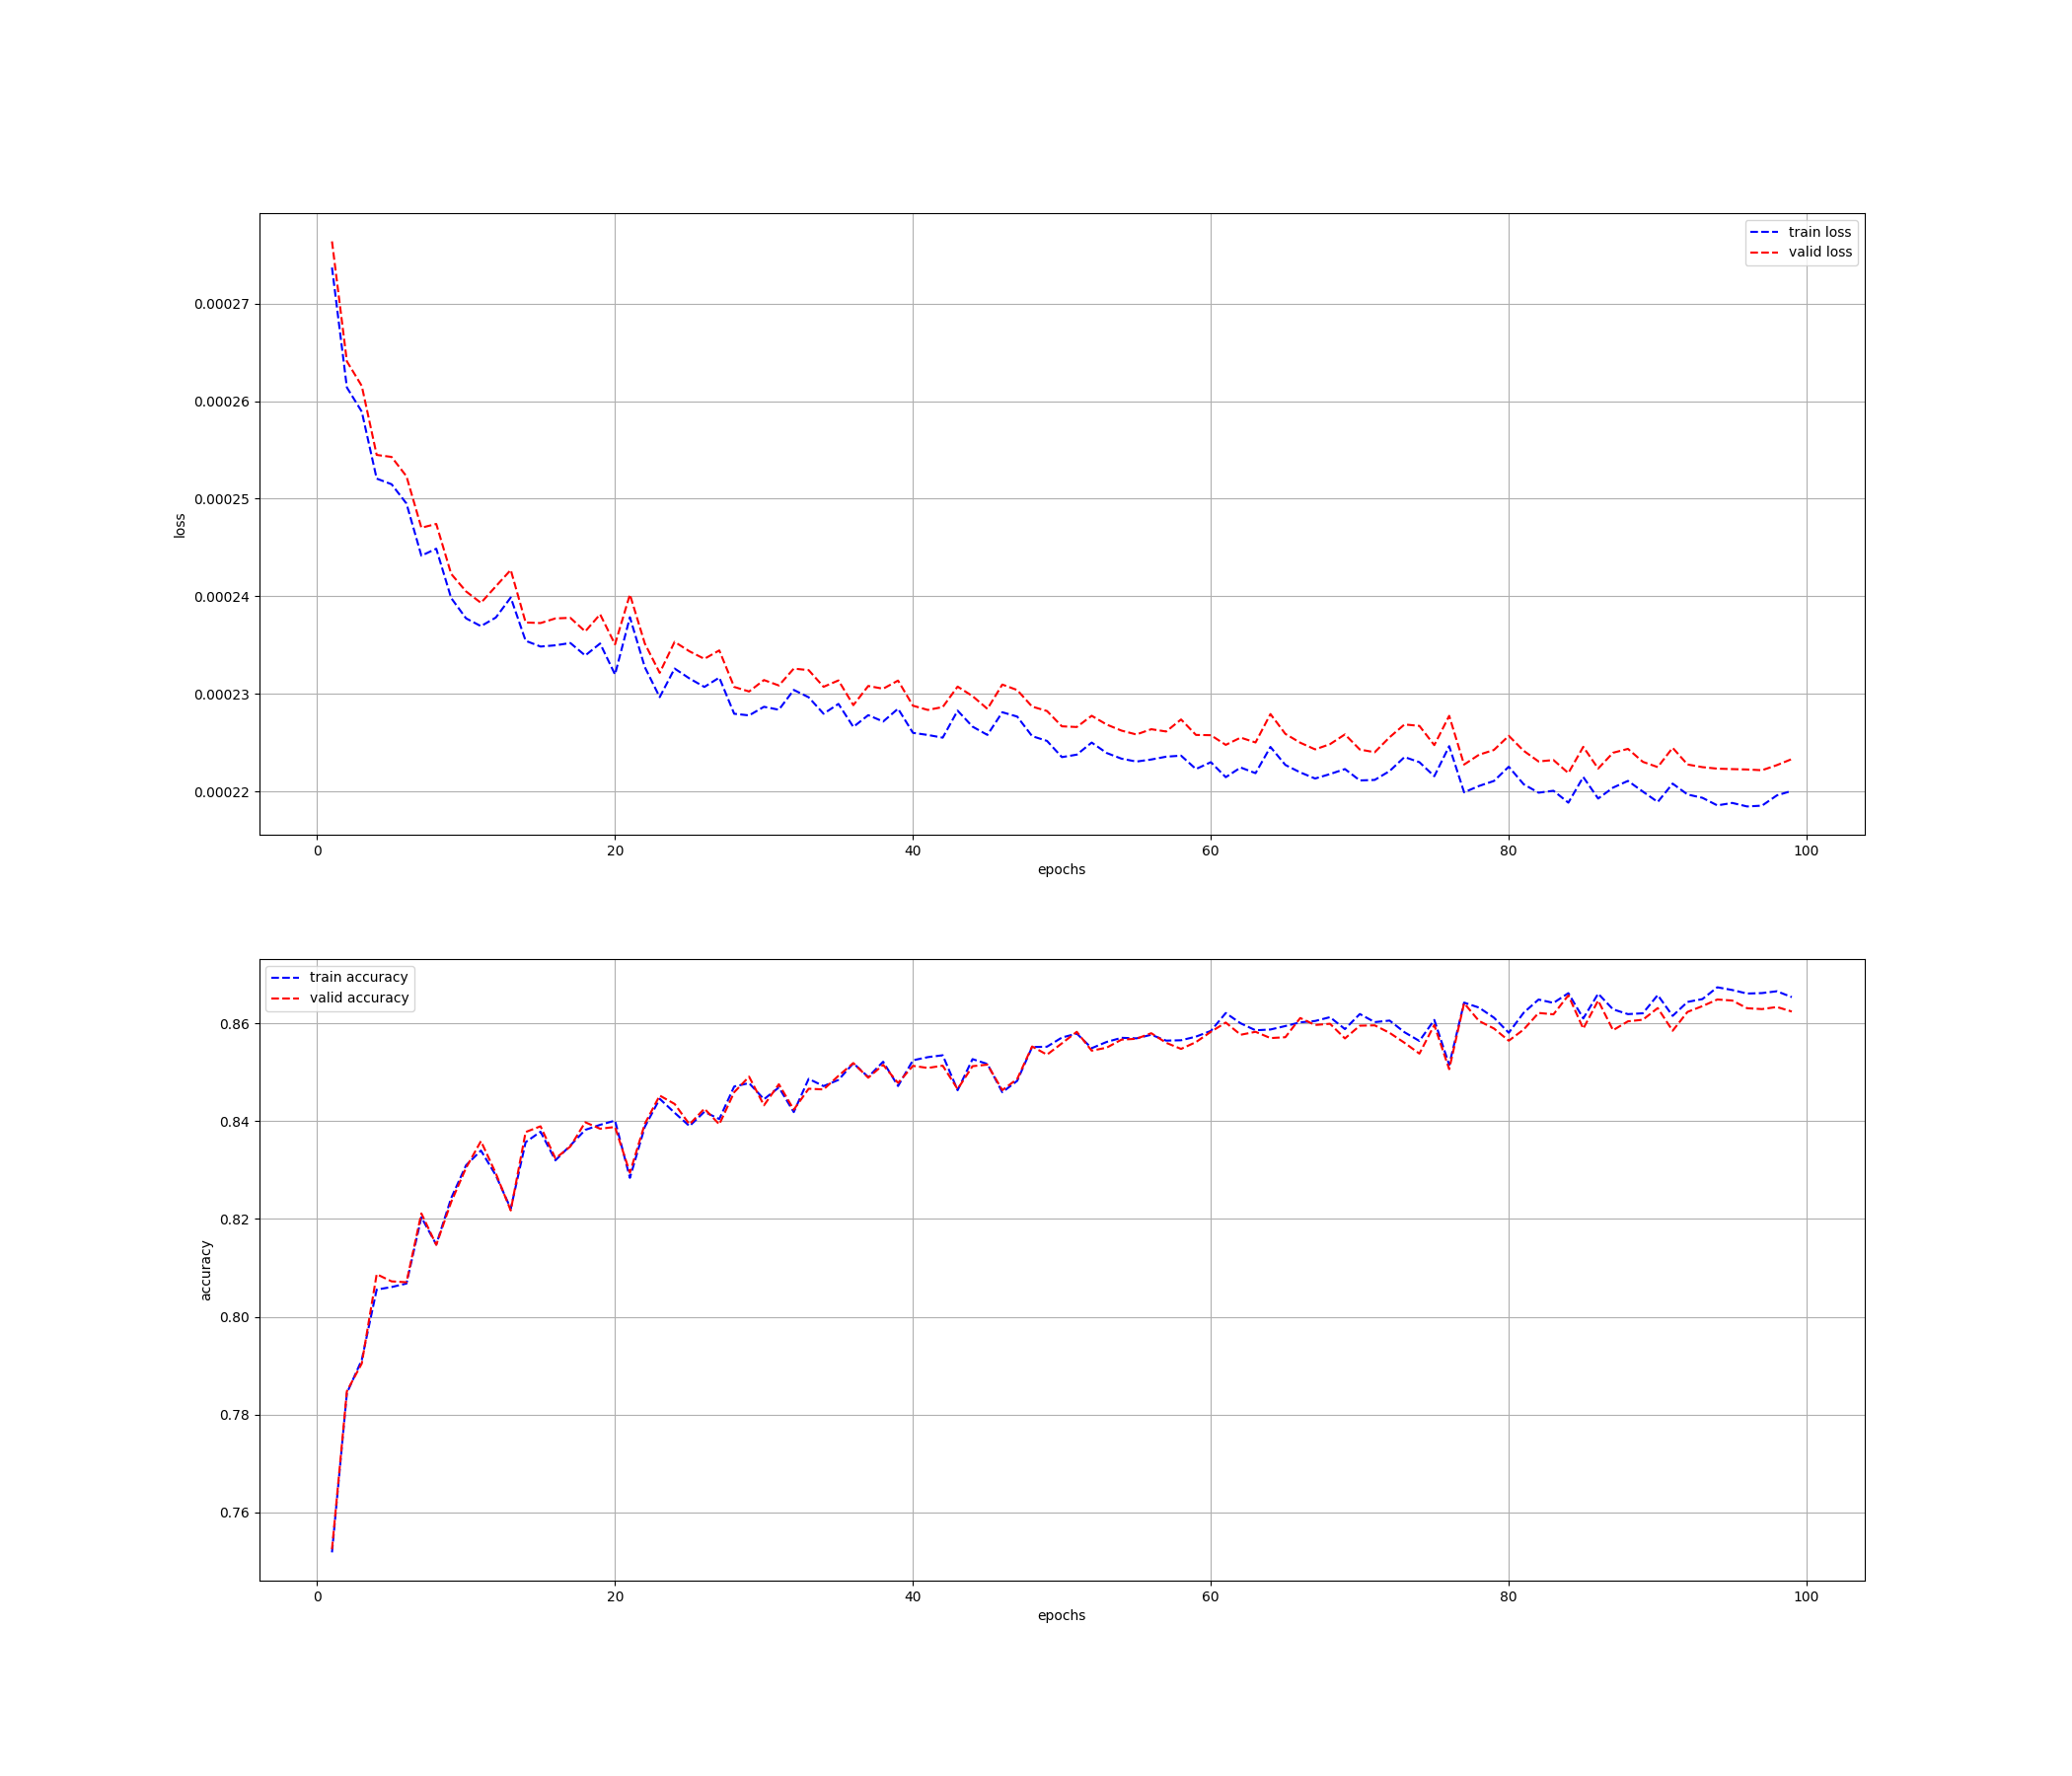 train loss
valid loss
0.00027
0.00026
0.00025
0.00024
0.00023
0.00022
loss
0 20 40 60 80 100
epochs
train accuracy
valid accuracy
0.86
0.84
0.82
0.80
0.78
0.76
accuracy
0 20 40 60 80 100
epochs